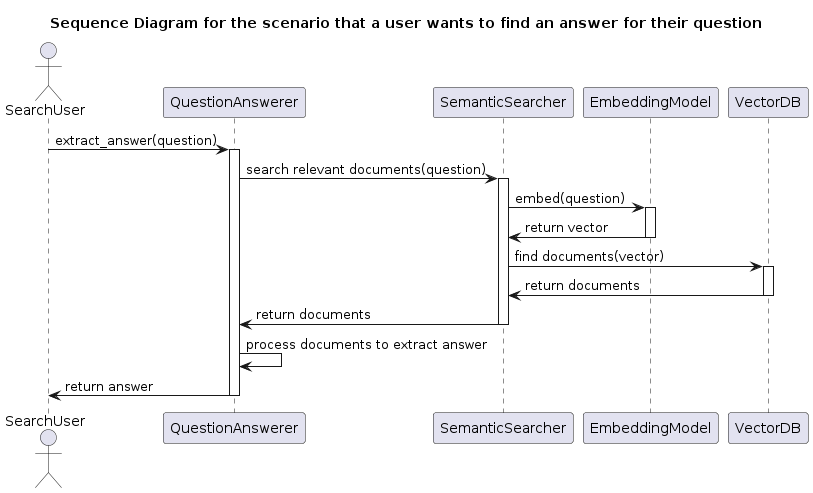 Sequence Diagram for the scenario that a user wants to find an answer for their question
SearchUser
QuestionAnswerer
SemanticSearcher
EmbeddingModel
VectorDB
extract_answer(question)
search relevant documents(question)
embed(question)
return vector
find documents(vector)
return documents
return documents
process documents to extract answer
return answer
SearchUser
QuestionAnswerer
SemanticSearcher
EmbeddingModel
VectorDB